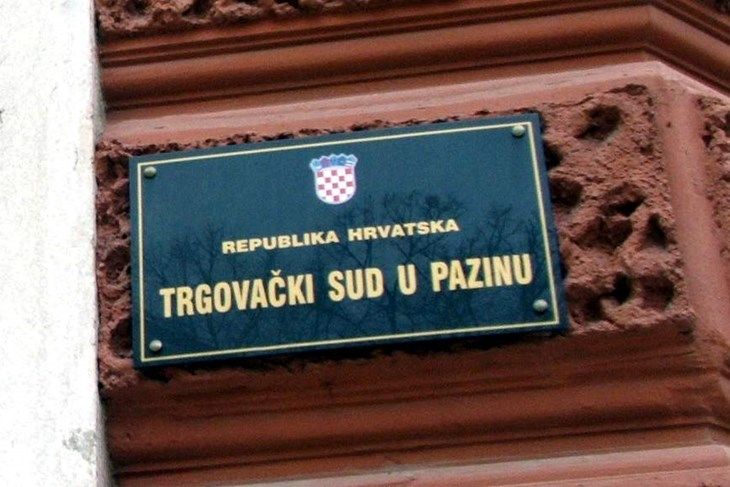 REPUBLIKA HRVATSKA
TRGOVAČKI SUD U PAZINU